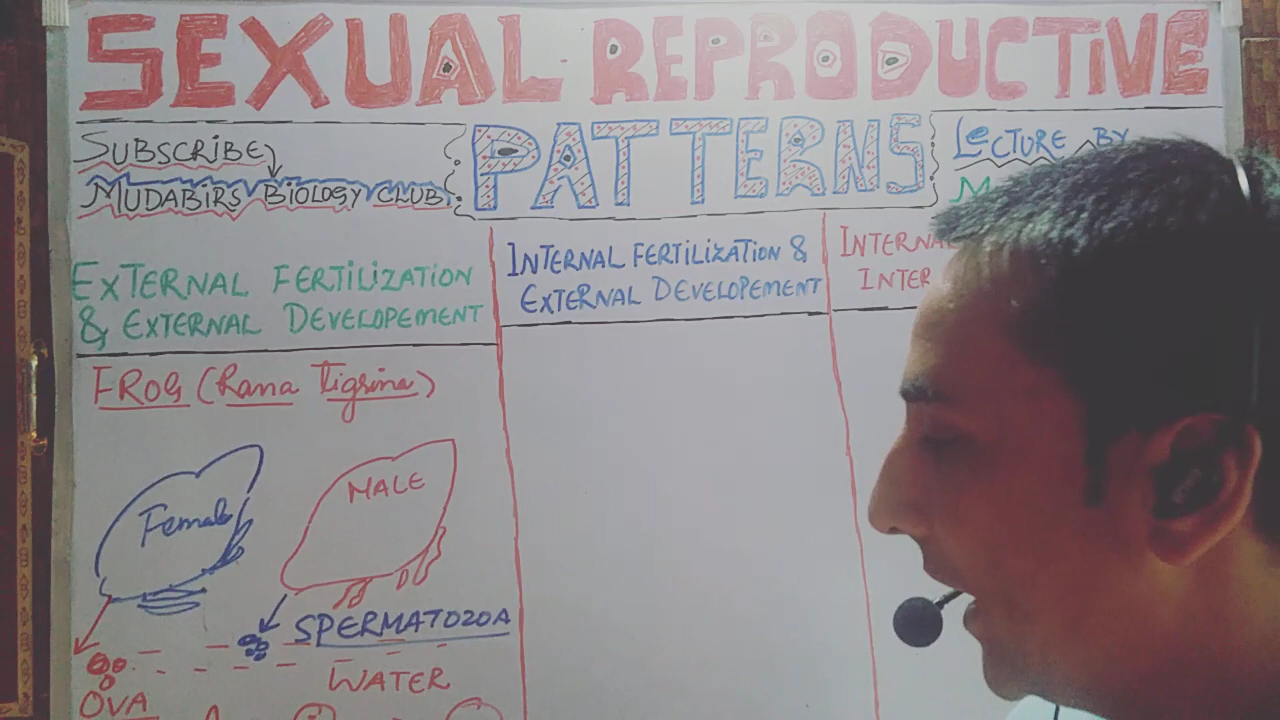 SEXUAL REPRODUCTIVE
PATTERNS
SUBSCRIBE
MUDABIRS BIOLOGY CLUB
LECTURE BY
EXTERNAL FERTILIZATION
& EXTERNAL DEVELOPEMENT
INTERNAL FERTILIZATION &
EXTERNAL DEVELOPEMENT
INTERNA
INTER
FROG (Rana Tigrina)
Female
MALE
SPERMATOZOA
WATER
OVA